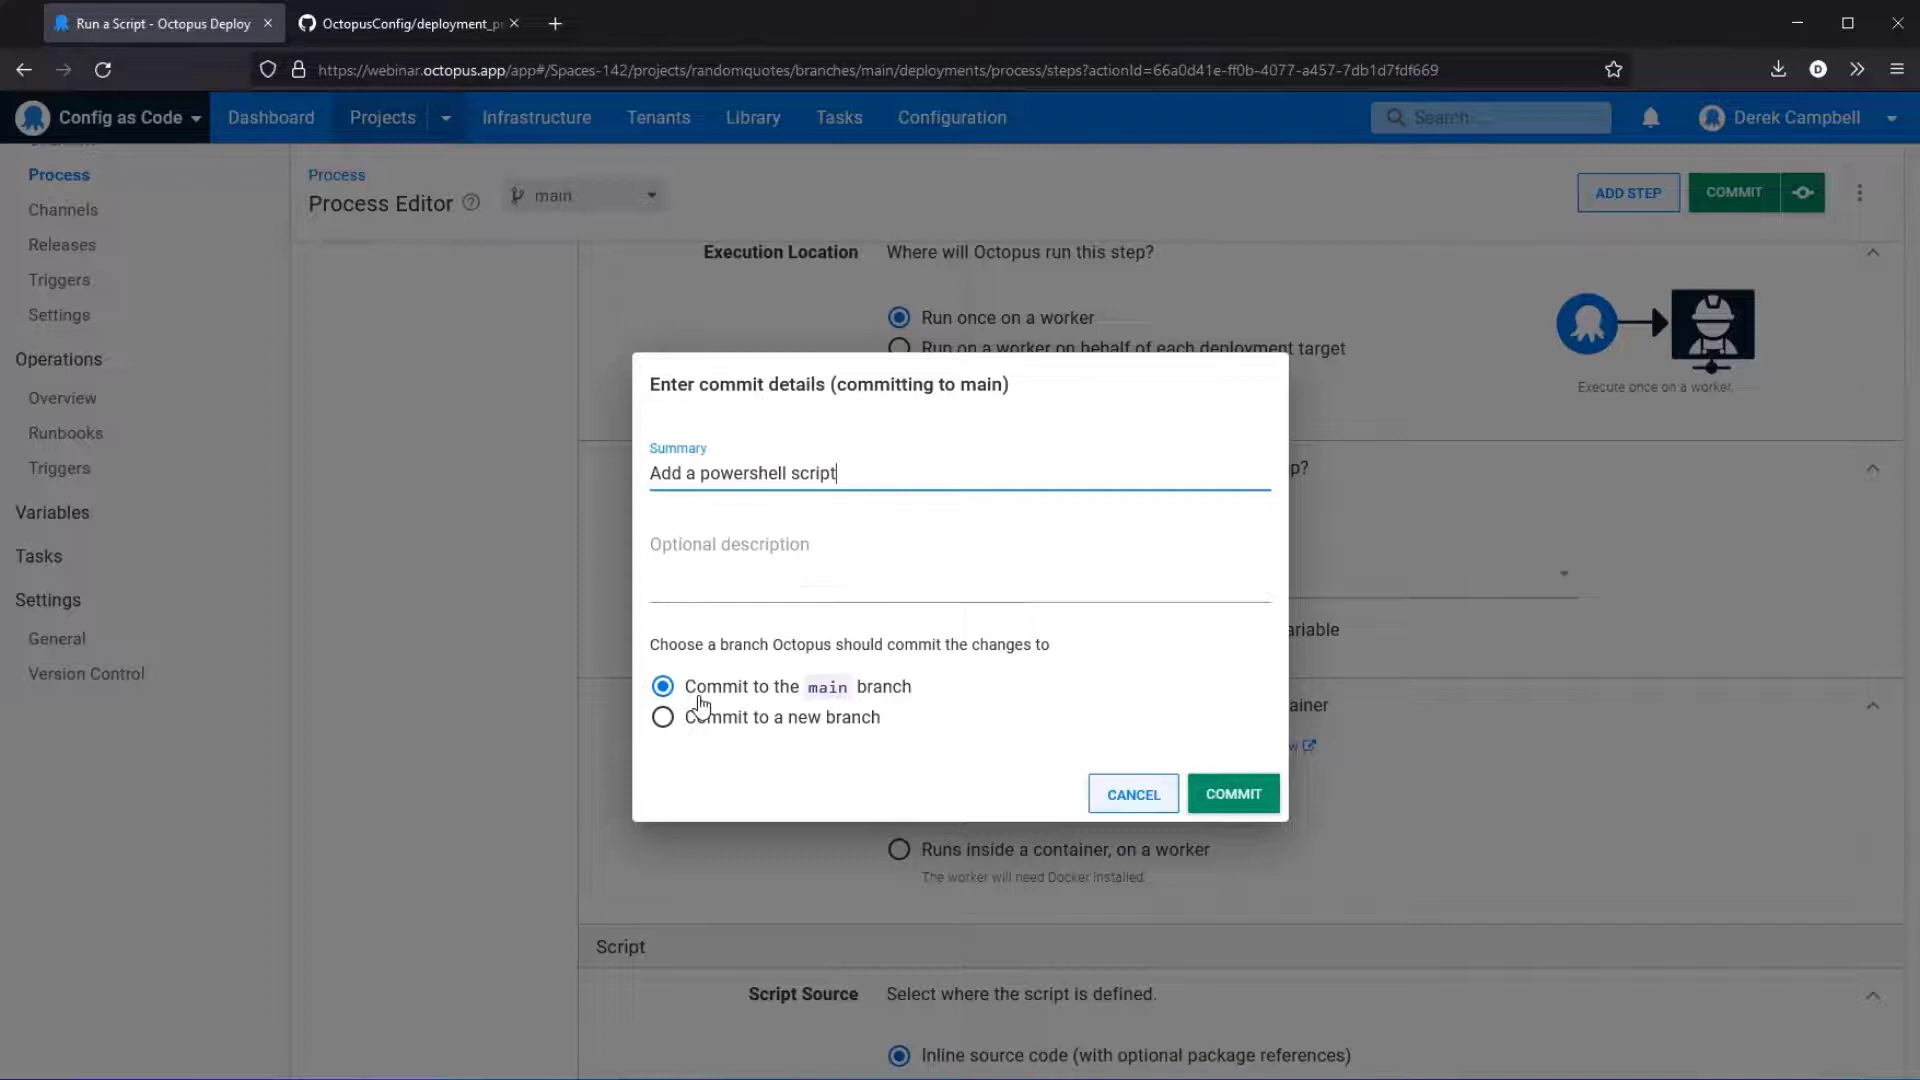 Run a Script - Octopus Deploy
OctopusConfig/deployment_p
https://webinar.octopus.app/app#/Spaces-142/projects/randomquotes/branches/main/deployments/process/steps?actionId=66a0d41e-ff0b-4077-a457-7db1d7fdf669
D
Config as Code
Dashboard
Projects
Infrastructure
Tenants
Library
Tasks
Configuration
Search...
Derek Campbell
Process
Channels
Releases
Triggers
Settings
Operations
Overview
Runbooks
Triggers
Variables
Tasks
Settings
General
Version Control
Process
Process Editor
main
ADD STEP
COMMIT
Execution Location
Where will Octopus run this step?
Run once on a worker
Run on a worker on behalf of each deployment target
Execute once on a worker.
p?
ariable
ainer
w
Enter commit details (committing to main)
Summary
Add a powershell script
Optional description
Choose a branch Octopus should commit the changes to
Commit to the main branch
Commit to a new branch
CANCEL
COMMIT
Runs inside a container, on a worker
The worker will need Docker installed.
Script
Script Source
Select where the script is defined.
Inline source code (with optional package references)